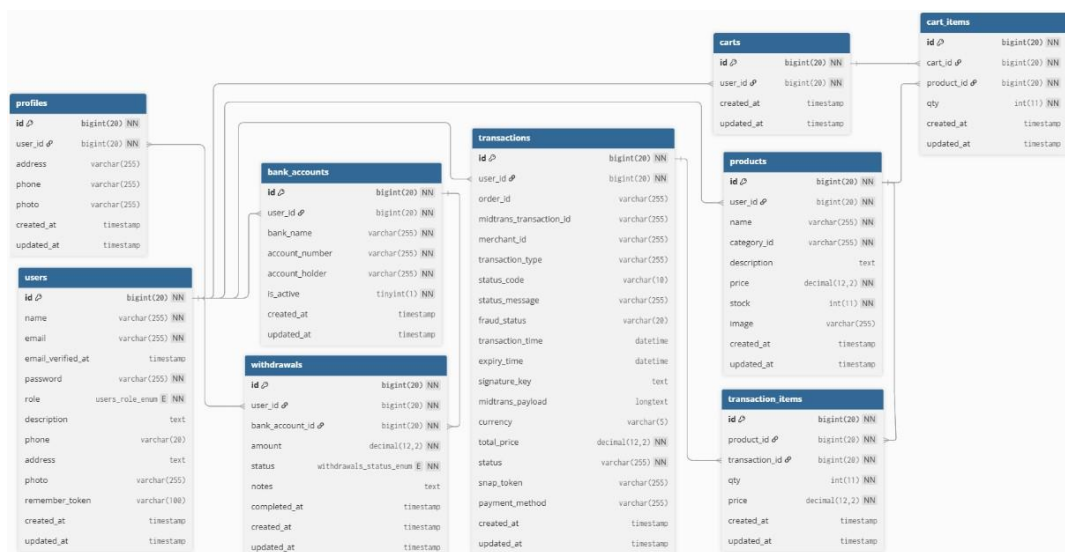 profiles
id bigint(20) NN
user_id bigint(20) NN
address varchar(255)
phone varchar(255)
photo varchar(255)
created_at timestamp
updated_at timestamp
users
id bigint(20) NN
name varchar(255) NN
email varchar(255) NN
email_verified_at timestamp
password varchar(255) NN
role users_role_enum E NN
description text
phone varchar(20)
address text
photo varchar(255)
remember_token varchar(100)
created_at timestamp
updated_at timestamp
bank_accounts
id bigint(20) NN
user_id bigint(20) NN
bank_name varchar(255) NN
account_number varchar(255) NN
account_holder varchar(255) NN
is_active tinyint(1) NN
created_at timestamp
updated_at timestamp
withdrawals
id bigint(20) NN
user_id bigint(20) NN
bank_account_id bigint(20) NN
amount decimal(12,2) NN
status withdrawals_status_enum E NN
notes text
completed_at timestamp
created_at timestamp
updated_at timestamp
transactions
id bigint(20) NN
user_id bigint(20) NN
order_id varchar(255)
midtrans_transaction_id varchar(255)
merchant_id varchar(255)
transaction_type varchar(255)
status_code varchar(10)
status_message varchar(255)
fraud_status varchar(20)
transaction_time datetime
expiry_time datetime
signature_key text
midtrans_payload longtext
currency varchar(5)
total_price decimal(12,2) NN
status varchar(255) NN
snap_token varchar(255)
payment_method varchar(255)
created_at timestamp
updated_at timestamp
carts
id bigint(20) NN
user_id bigint(20) NN
created_at timestamp
updated_at timestamp
products
id bigint(20) NN
user_id bigint(20) NN
name varchar(255) NN
category_id varchar(255) NN
description text
price decimal(12,2) NN
stock int(11) NN
image varchar(255)
created_at timestamp
updated_at timestamp
transaction_items
id bigint(20) NN
product_id bigint(20) NN
transaction_id bigint(20) NN
qty int(11) NN
price decimal(12,2) NN
created_at timestamp
updated_at timestamp
cart_items
id bigint(20) NN
cart_id bigint(20) NN
product_id bigint(20) NN
qty int(11) NN
created_at timestamp
updated_at timestamp